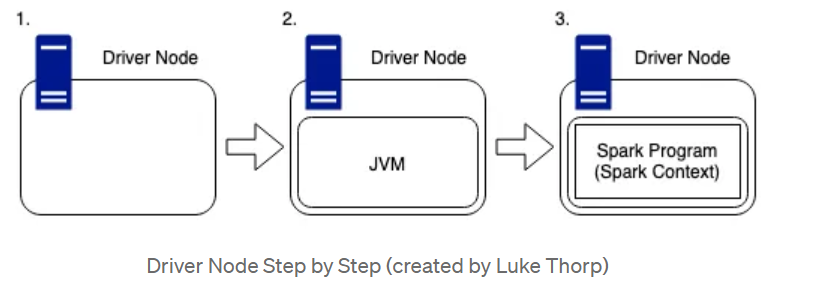 1.
Driver Node
2.
Driver Node
JVM
3.
Driver Node
Spark Program
(Spark Context)
Driver Node Step by Step (created by Luke Thorp)